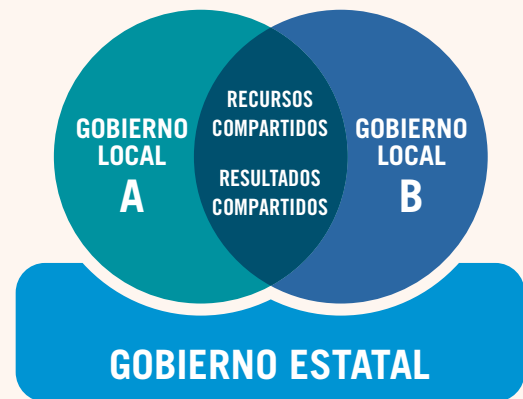 GOBIERNO
LOCAL
A
RECURSOS
COMPARTIDOS
RESULTADOS
COMPARTIDOS
GOBIERNO
LOCAL
B
GOBIERNO ESTATAL